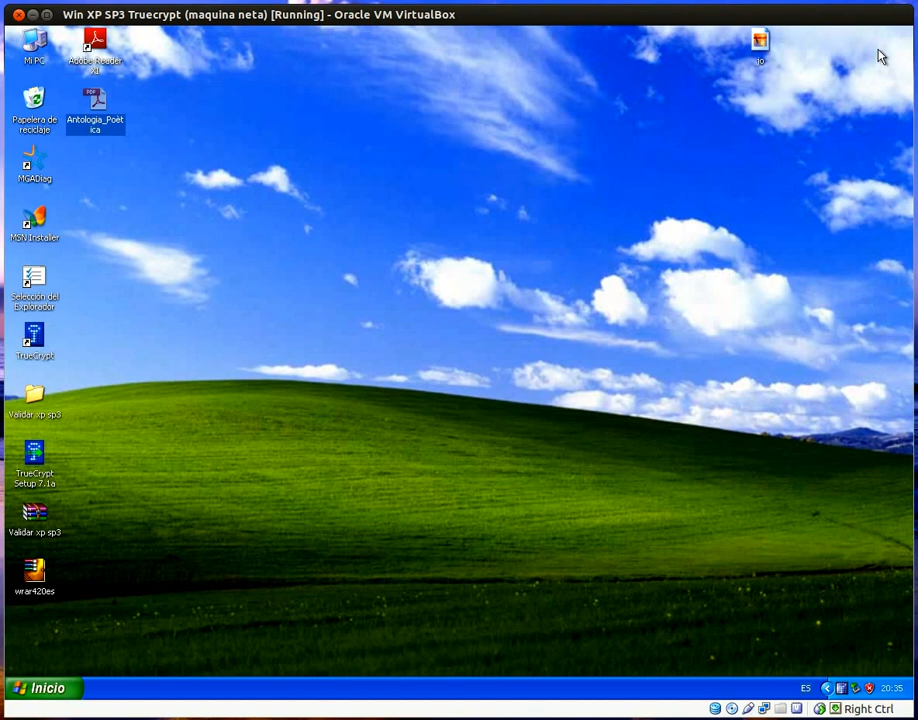 Win XP SP3 Truecrypt (maquina neta) [Running] - Oracle VM VirtualBox
Mi PC
Adobe Reader
XI
jo
Papelera de
reciclaje
PDF
Antologia_Poèt
ica
MGADiag
MSN Installer
Selección del
Explorador
TrueCrypt
Validar xp sp3
TrueCrypt
Setup 7.1a
Validar xp sp3
wrar420es
Inicio
ES
20:35
Right Ctrl